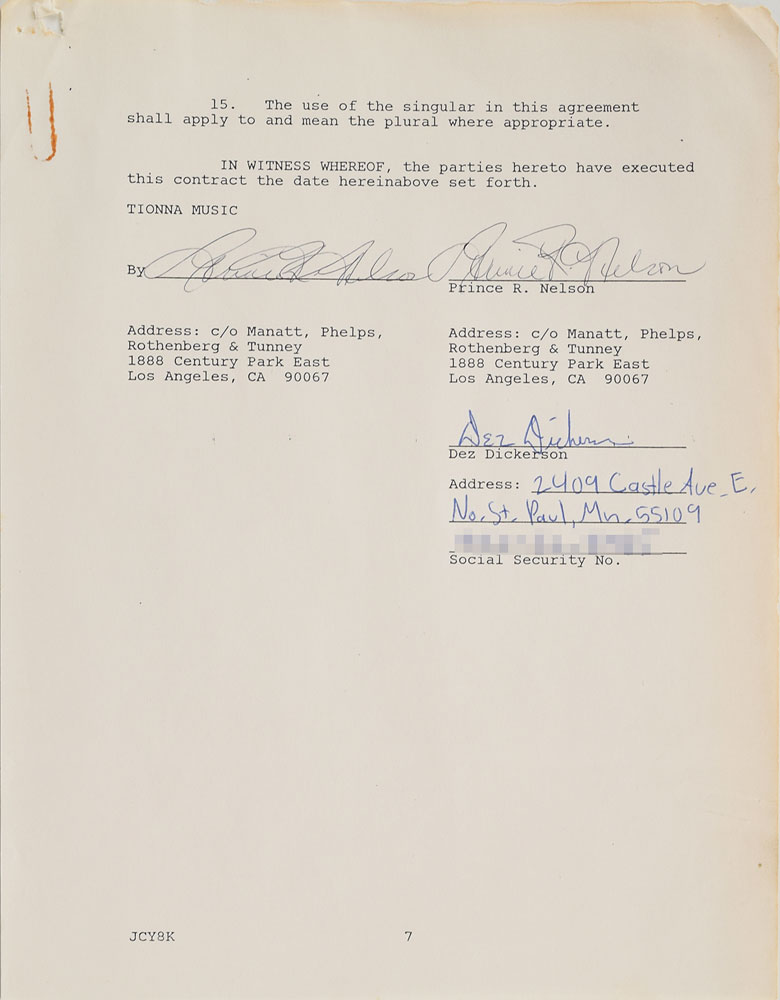 15. The use of the singular in this agreement
shall apply to and mean the plural where appropriate.
IN WITNESS WHEREOF, the parties hereto have executed
this contract the date hereinabove set forth.
TIONNA MUSIC
By Prince R. Nelson
Prince R. Nelson
Prince R. Nelson
Address: c/o Manatt, Phelps,
Rothenberg & Tunney
1888 Century Park East
Los Angeles, CA 90067
Address: c/o Manatt, Phelps,
Rothenberg & Tunney
1888 Century Park East
Los Angeles, CA 90067
Dez Dickerson
Dez Dickerson
Address: 2409 Castle Ave. E.
No. St. Paul, Mn. 55109
Social Security No.
JCY8K
7